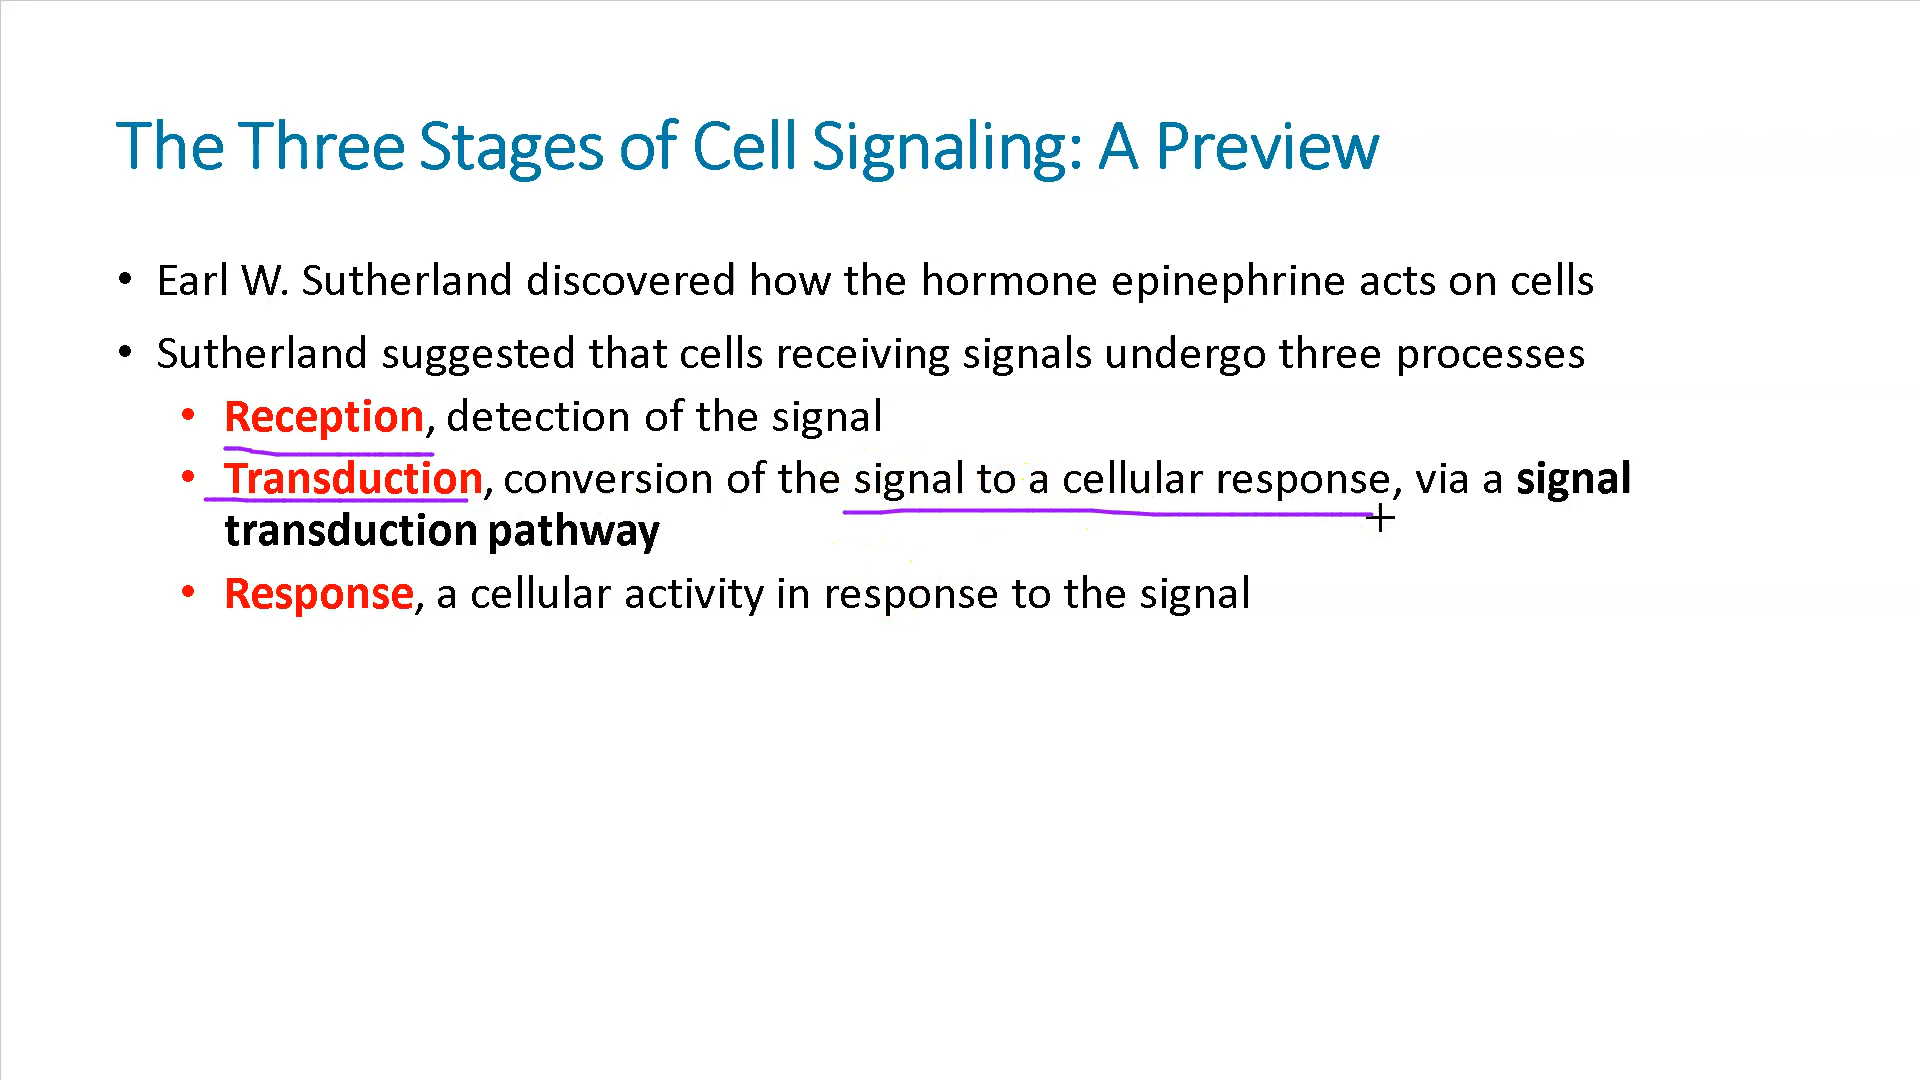 The Three Stages of Cell Signaling: A Preview
• Earl W. Sutherland discovered how the hormone epinephrine acts on cells
• Sutherland suggested that cells receiving signals undergo three processes
• Reception, detection of the signal
• Transduction, conversion of the signal to a cellular response, via a signal
transduction pathway
• Response, a cellular activity in response to the signal